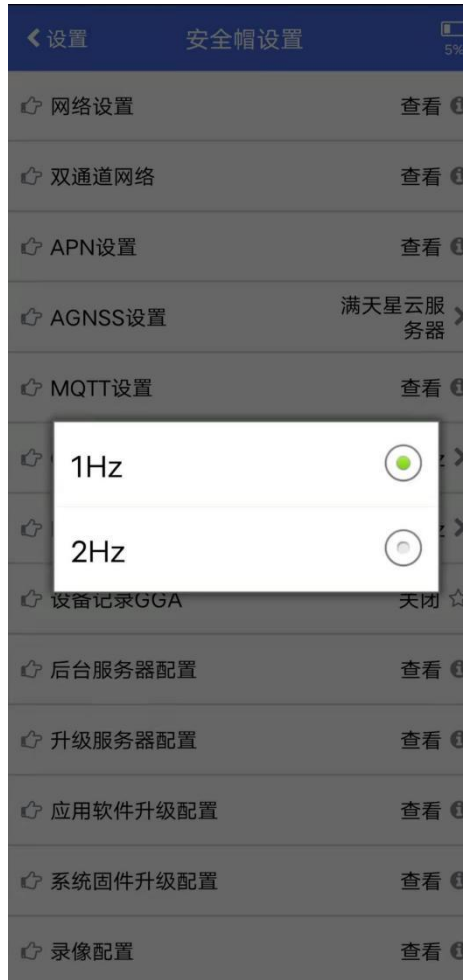 设置
安全帽设置
5%
网络设置
查看
双通道网络
查看
APN设置
查看
AGNSS设置
满天星云服
务器
MQTT设置
查看
1Hz
2Hz
设备记录GGA
关闭
后台服务器配置
查看
升级服务器配置
查看
应用软件升级配置
查看
系统固件升级配置
查看
录像配置
查看